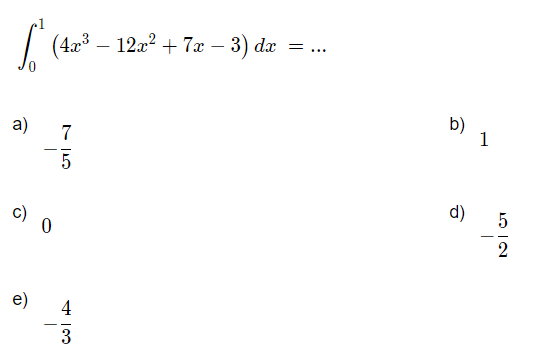 ∫₀¹ (4x³ − 12x² + 7x − 3) dx = ...
a) −7/5
b) 1
c) 0
d) −5/2
e) −4/3